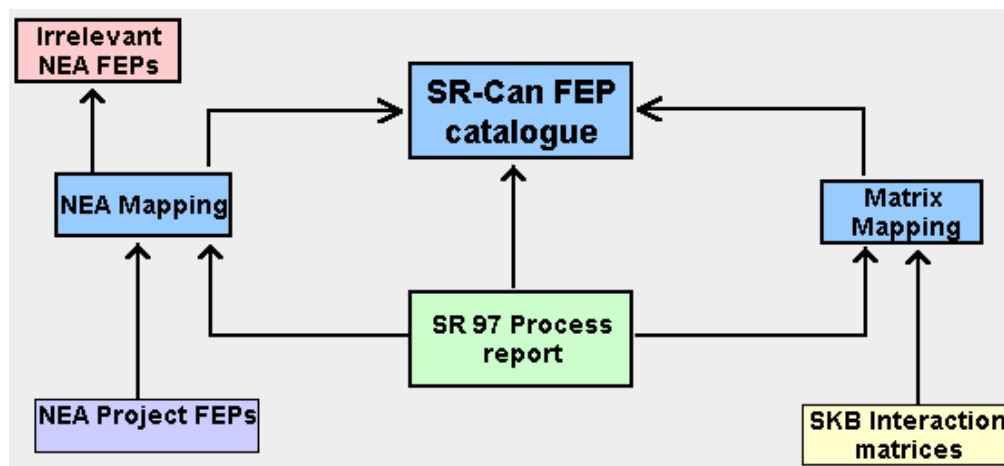 Irrelevant
NEA FEPs
SR-Can FEP
catalogue
NEA Mapping
Matrix
Mapping
SR 97 Process
report
NEA Project FEPs
SKB Interaction
matrices